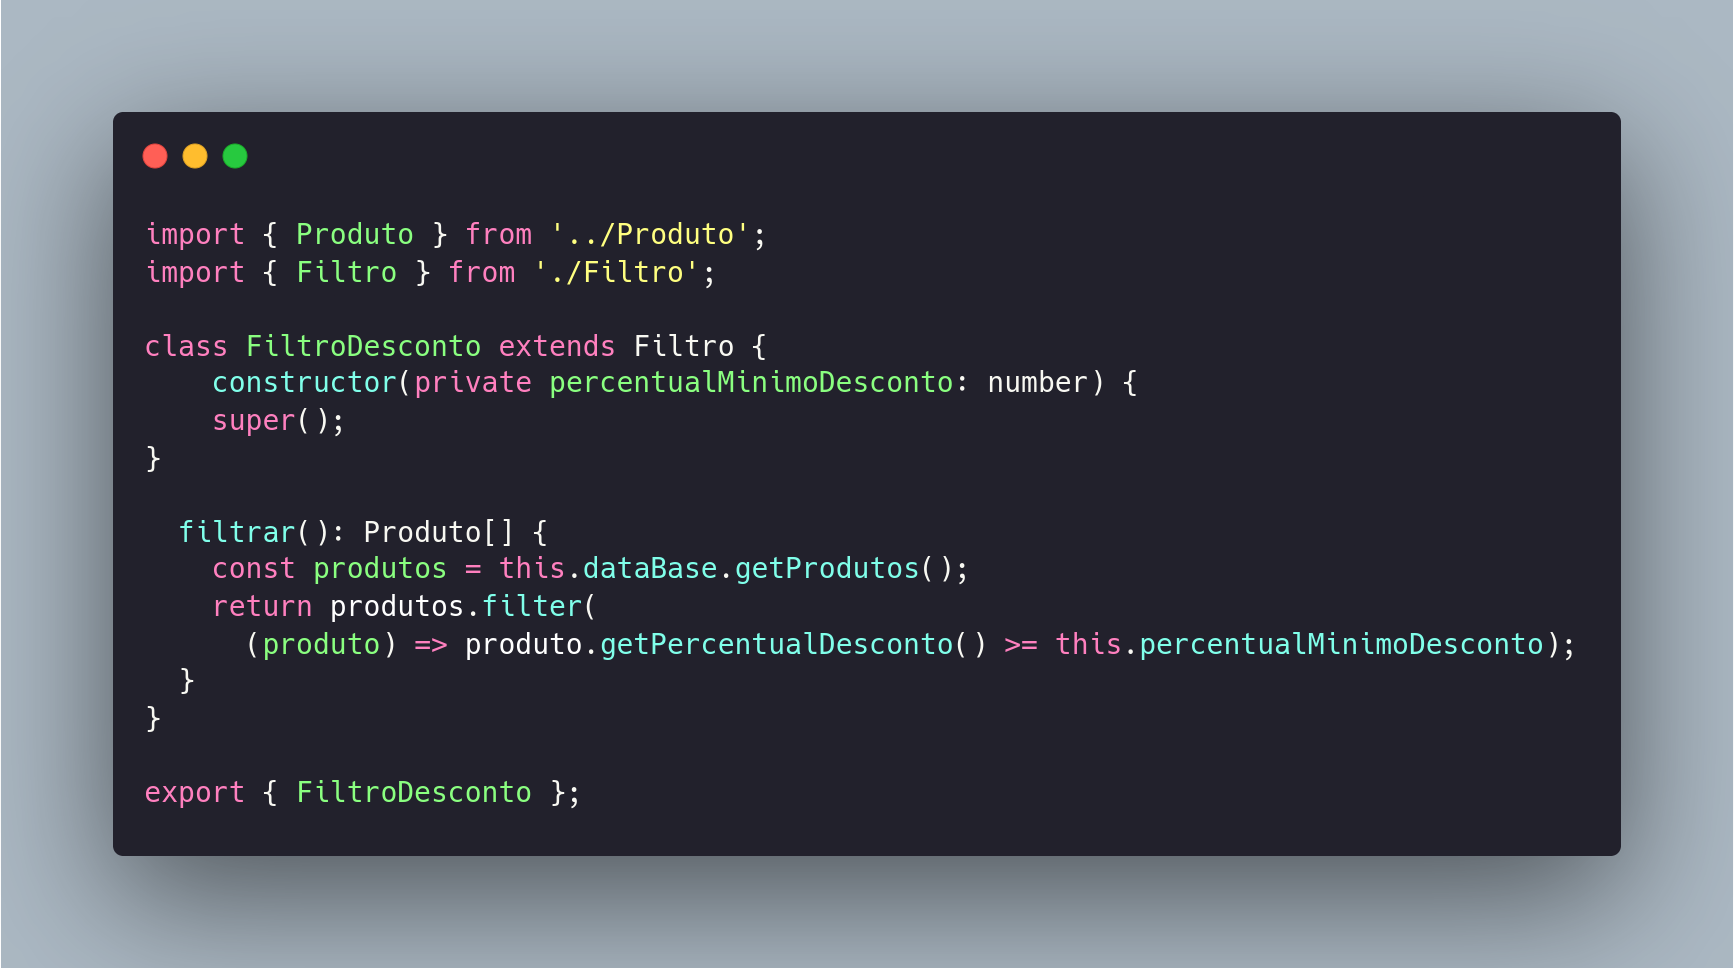 import { Produto } from '../Produto';
import { Filtro } from './Filtro';

class FiltroDesconto extends Filtro {
    constructor(private percentualMinimoDesconto: number) {
    super();
}

  filtrar(): Produto[] {
    const produtos = this.dataBase.getProdutos();
    return produtos.filter(
      (produto) => produto.getPercentualDesconto() >= this.percentualMinimoDesconto);
  }
}

export { FiltroDesconto };